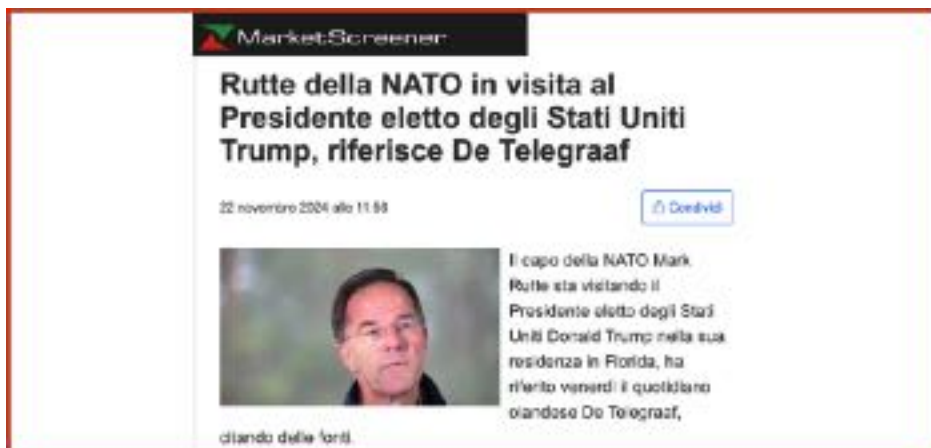 MarketScreener
Rutte della NATO in visita al
Presidente eletto degli Stati Uniti
Trump, riferisce De Telegraaf
22 novembre 2024 alle 11:56
Condividi
Il capo della NATO Mark
Rutte sta visitando il
Presidente eletto degli Stati
Uniti Donald Trump nella sua
residenza in Florida, ha
riferito venerdì il quotidiano
olandese De Telegraaf,
citando delle fonti.